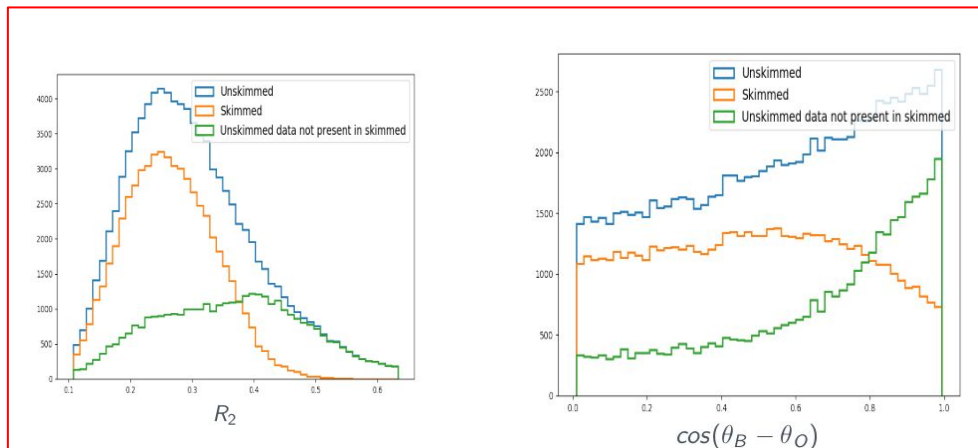 Unskimmed
Skimmed
Unskimmed data not present in skimmed
4000
3500
3000
2500
2000
1500
1000
500
0
0.1 0.2 0.3 0.4 0.5 0.6
R₂
Unskimmed
Skimmed
Unskimmed data not present in skimmed
2500
2000
1500
1000
500
0
0.0 0.2 0.4 0.6 0.8 1.0
cos(θ_B − θ_O)